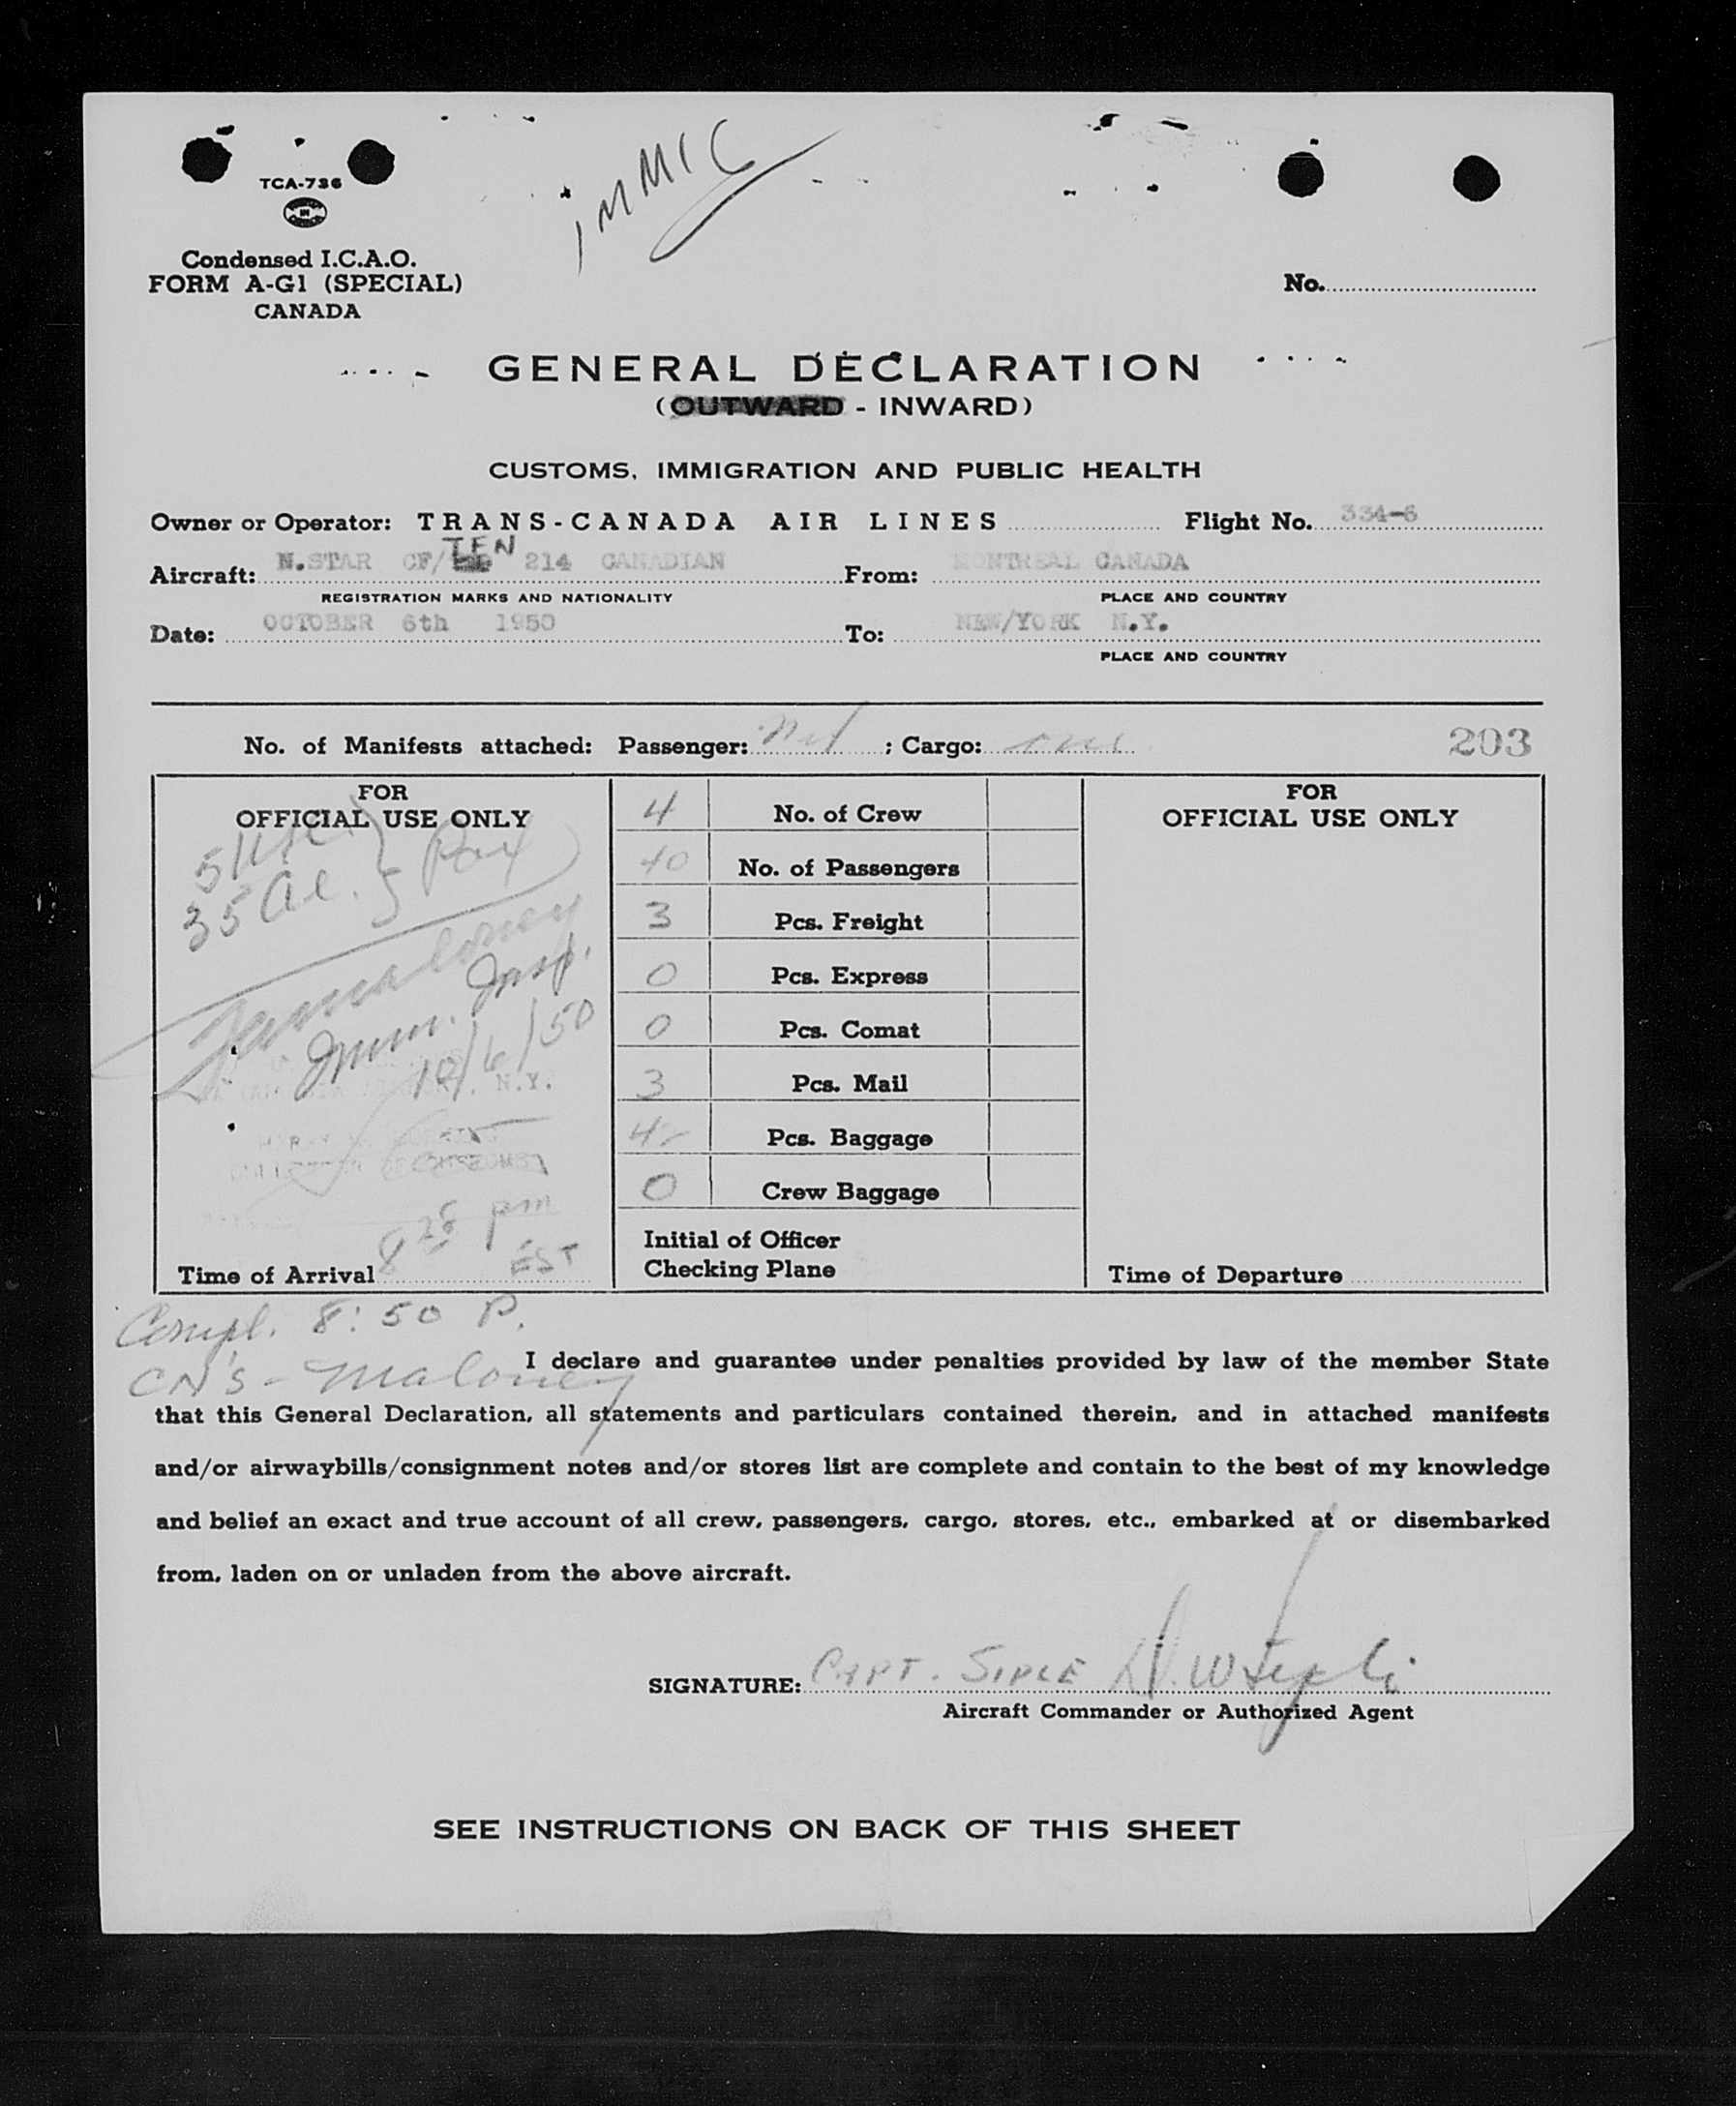 IMMIG
TCA-736
Condensed I.C.A.O.
FORM A-G1 (SPECIAL)
CANADA
No.
GENERAL DECLARATION
(OUTWARD - INWARD)
CUSTOMS, IMMIGRATION AND PUBLIC HEALTH
Owner or Operator: TRANS-CANADA AIR LINES Flight No. 334-6
Aircraft: N.STAR CF/TEN 214 CANADIAN From: MONTREAL CANADA
REGISTRATION MARKS AND NATIONALITY PLACE AND COUNTRY
Date: OCTOBER 6th 1950 To: NEW/YORK N.Y.
PLACE AND COUNTRY
No. of Manifests attached: Passenger: Nil ; Cargo: 203
FOR
OFFICIAL USE ONLY
5
35 Al. Pax
Maloney
Imm. Insp.
10/6/50
N.Y.
Time of Arrival 8 28 pm EST
4 No. of Crew
40 No. of Passengers
3 Pcs. Freight
0 Pcs. Express
0 Pcs. Comat
3 Pcs. Mail
Pcs. Baggage
0 Crew Baggage
Initial of Officer
Checking Plane
FOR
OFFICIAL USE ONLY
Time of Departure
Compl. 8:50 P.
CN's - Maloney
I declare and guarantee under penalties provided by law of the member State
that this General Declaration, all statements and particulars contained therein, and in attached manifests
and/or airwaybills/consignment notes and/or stores list are complete and contain to the best of my knowledge
and belief an exact and true account of all crew, passengers, cargo, stores, etc., embarked at or disembarked
from, laden on or unladen from the above aircraft.
SIGNATURE: CAPT. SIPLE
Aircraft Commander or Authorized Agent
SEE INSTRUCTIONS ON BACK OF THIS SHEET